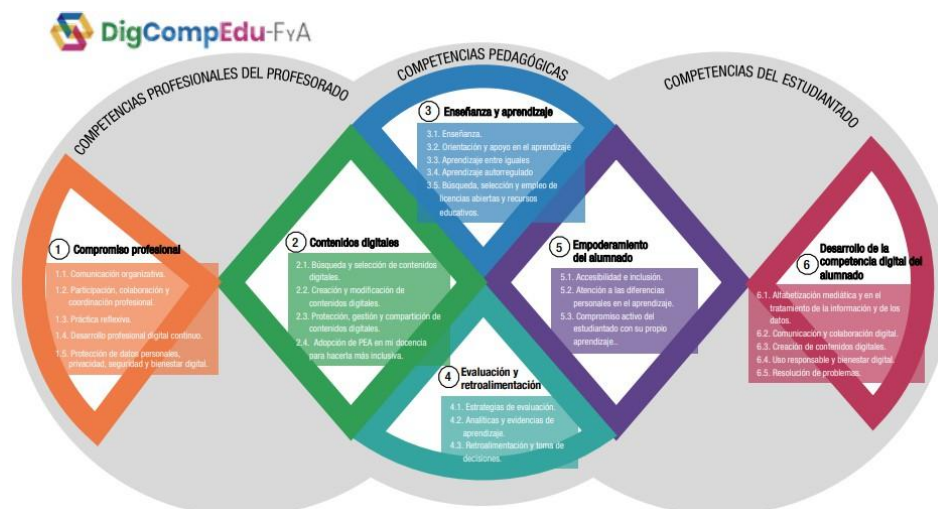 DigCompEdu-FyA
COMPETENCIAS PROFESIONALES DEL PROFESORADO
COMPETENCIAS PEDAGÓGICAS
COMPETENCIAS DEL ESTUDIANTADO
1 Compromiso profesional
1.1. Comunicación organizativa.
1.2. Participación, colaboración y
coordinación profesional.
1.3. Práctica reflexiva.
1.4. Desarrollo profesional digital continuo.
1.5. Protección de datos personales,
privacidad, seguridad y bienestar digital.
2 Contenidos digitales
2.1. Búsqueda y selección de contenidos
digitales.
2.2. Creación y modificación de
contenidos digitales.
2.3. Protección, gestión y compartición de
contenidos digitales.
2.4. Adopción de PEA en mi docencia
para hacerla más inclusiva.
3 Enseñanza y aprendizaje
3.1. Enseñanza.
3.2. Orientación y apoyo en el aprendizaje
3.3. Aprendizaje entre iguales
3.4. Aprendizaje autorregulado
3.5. Búsqueda, selección y empleo de
licencias abiertas y recursos
educativos.
4 Evaluación y
retroalimentación
4.1. Estrategias de evaluación.
4.2. Analíticas y evidencias de
aprendizaje.
4.3. Retroalimentación y toma de
decisiones.
5 Empoderamiento
del alumnado
5.1. Accesibilidad e inclusión.
5.2. Atención a las diferencias
personales en el aprendizaje.
5.3. Compromiso activo del
estudiantado con su propio
aprendizaje..
6 Desarrollo de la
competencia digital del
alumnado
6.1. Alfabetización mediática y en el
tratamiento de la información y de los
datos.
6.2. Comunicación y colaboración digital.
6.3. Creación de contenidos digitales.
6.4. Uso responsable y bienestar digital.
6.5. Resolución de problemas.